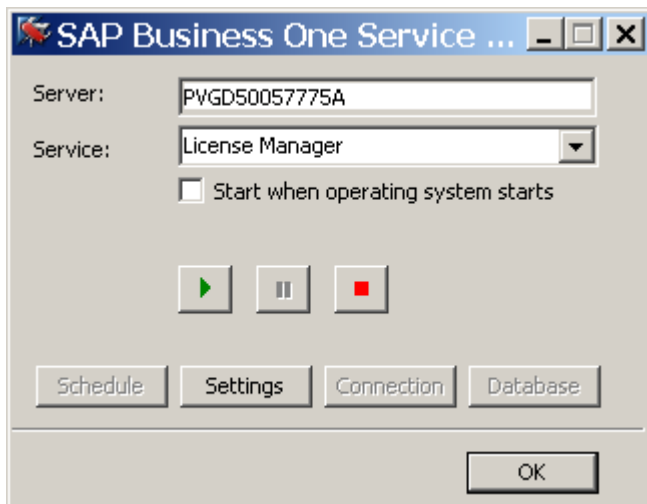 SAP Business One Service ...
Server: PVGD50057775A
Service: License Manager
Start when operating system starts
Schedule Settings Connection Database
OK